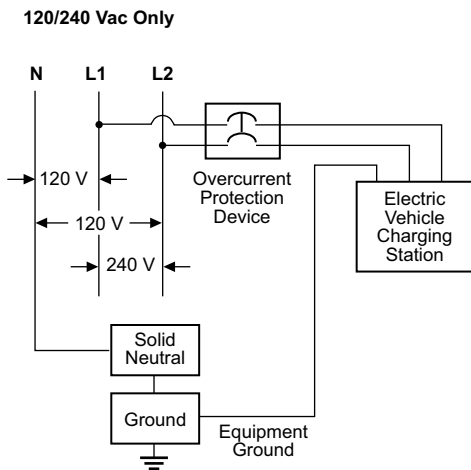 120/240 Vac Only
N L1 L2
120 V
120 V
240 V
Overcurrent
Protection
Device
Electric
Vehicle
Charging
Station
Solid
Neutral
Ground
Equipment
Ground